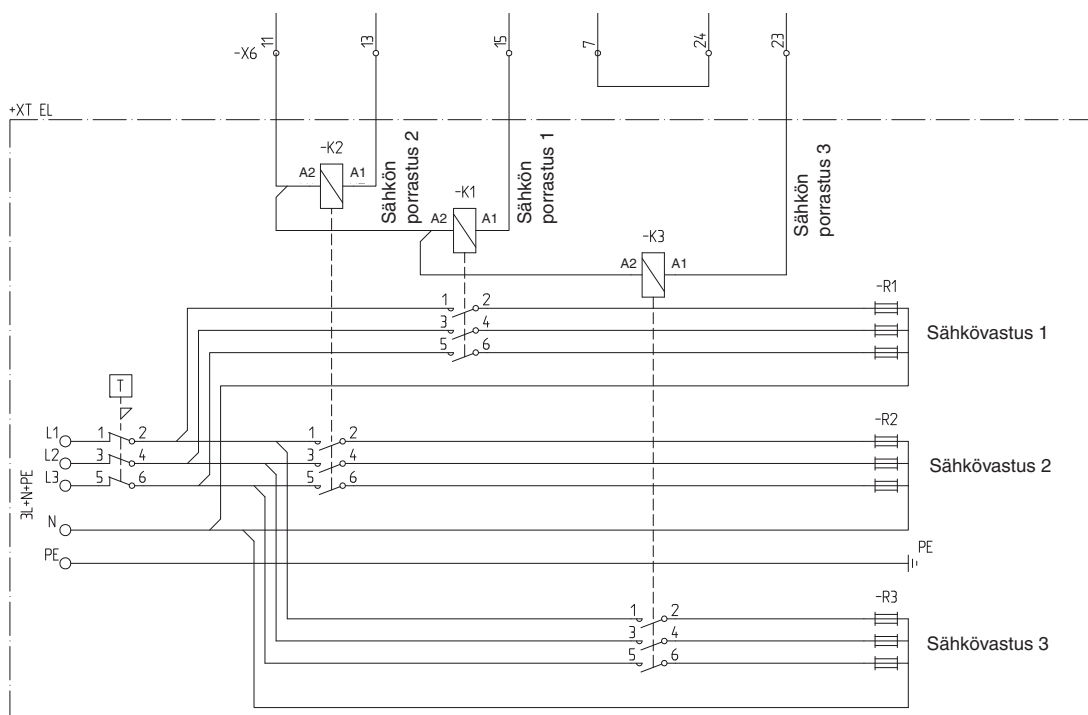 -X6 11 13 15 7 24 23
+XT EL
-K2
A2 A1
Sähkön
porrastus 2
-K1
A2 A1
Sähkön
porrastus 1
-K3
A2 A1
Sähkön
porrastus 3
1 2
3 4
5 6
-R1
Sähkövastus 1
T
L1 1 2
L2 3 4
L3 5 6
N
PE
3L+N+PE
1 2
3 4
5 6
-R2
Sähkövastus 2
PE
1 2
3 4
5 6
-R3
Sähkövastus 3